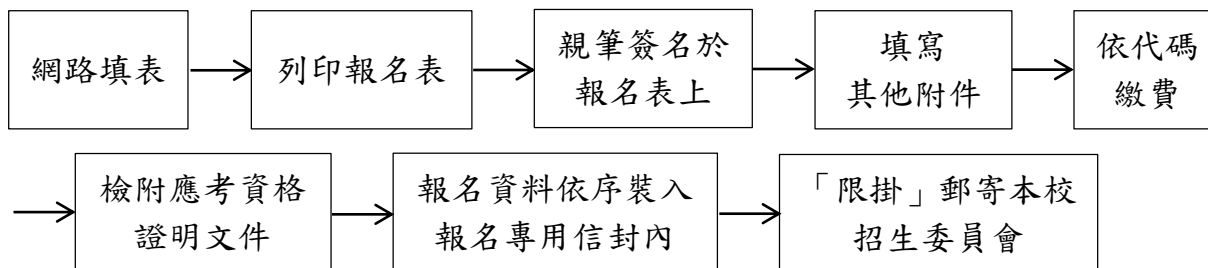 網路填表
列印報名表
親筆簽名於
報名表上
填寫
其他附件
依代碼
繳費
檢附應考資格
證明文件
報名資料依序裝入
報名專用信封內
「限掛」郵寄本校
招生委員會